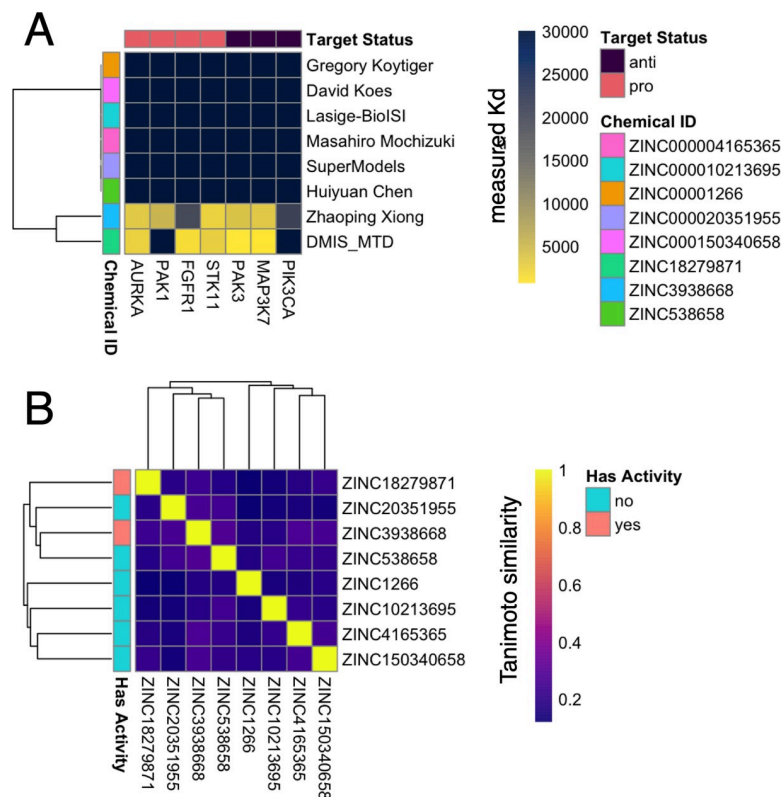 A
Target Status
Gregory Koytiger
David Koes
Lasige-BioISI
Masahiro Mochizuki
SuperModels
Huiyuan Chen
Zhaoping Xiong
DMIS_MTD
Chemical ID
AURKA
PAK1
FGFR1
STK11
PAK3
MAP3K7
PIK3CA
measured Kd
30000
25000
20000
15000
10000
5000
Target Status
anti
pro
Chemical ID
ZINC000004165365
ZINC000010213695
ZINC00001266
ZINC000020351955
ZINC000150340658
ZINC18279871
ZINC3938668
ZINC538658
B
ZINC18279871
ZINC20351955
ZINC3938668
ZINC538658
ZINC1266
ZINC10213695
ZINC4165365
ZINC150340658
Has Activity
ZINC18279871
ZINC20351955
ZINC3938668
ZINC538658
ZINC1266
ZINC10213695
ZINC4165365
ZINC150340658
Tanimoto similarity
1
0.8
0.6
0.4
0.2
Has Activity
no
yes